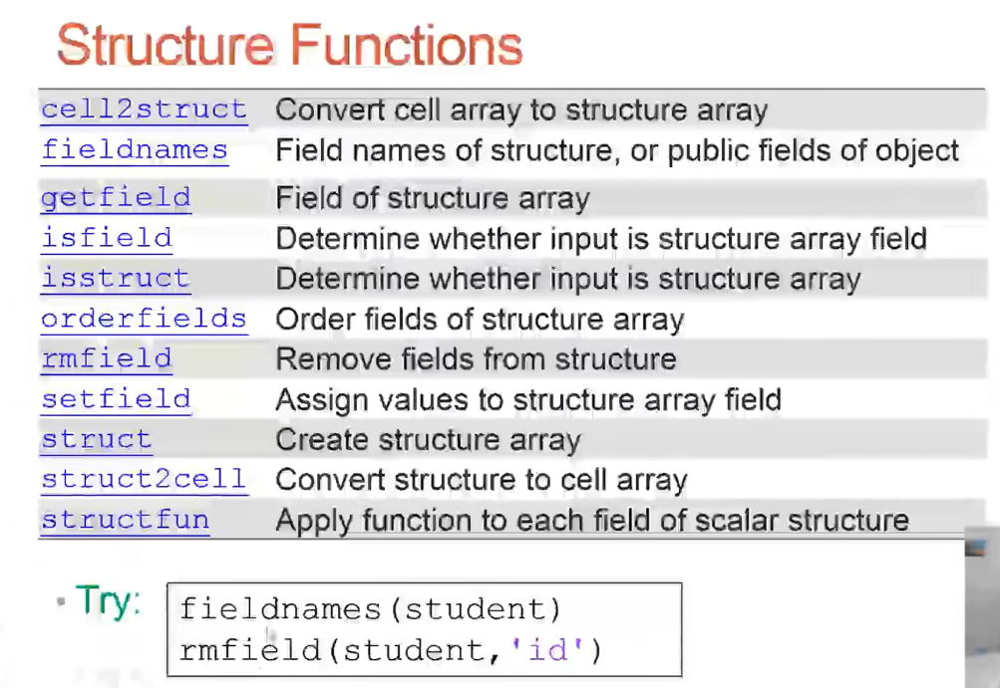 Structure Functions
cell2struct Convert cell array to structure array
fieldnames Field names of structure, or public fields of object
getfield Field of structure array
isfield Determine whether input is structure array field
isstruct Determine whether input is structure array
orderfields Order fields of structure array
rmfield Remove fields from structure
setfield Assign values to structure array field
struct Create structure array
struct2cell Convert structure to cell array
structfun Apply function to each field of scalar structure
• Try: fieldnames(student)
rmfield(student,'id')